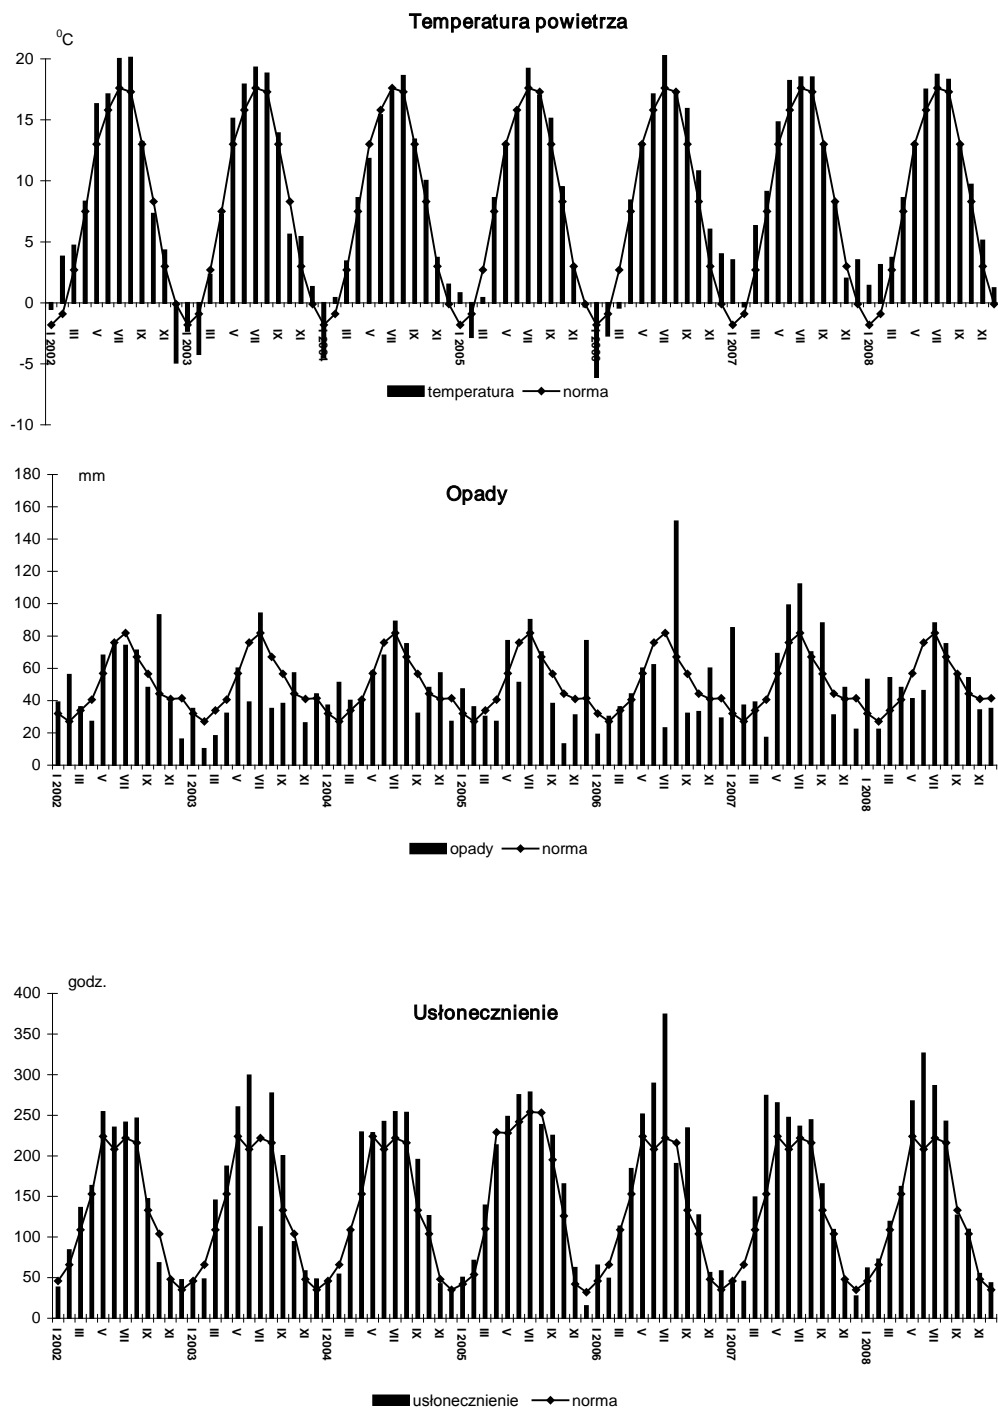 Temperatura powietrza
⁰C
20
15
10
5
0
-5
-10
I 2002 III V VII IX XI I 2003 III V VII IX XI I 2004 III V VII IX XI I 2005 III V VII IX XI I 2006 III V VII IX XI I 2007 III V VII IX XI I 2008 III V VII IX XI
temperatura norma
mm
Opady
180
160
140
120
100
80
60
40
20
0
I 2002 III V VII IX XI I 2003 III V VII IX XI I 2004 III V VII IX XI I 2005 III V VII IX XI I 2006 III V VII IX XI I 2007 III V VII IX XI I 2008 III V VII IX XI
opady norma
godz.
Usłonecznienie
400
350
300
250
200
150
100
50
0
I 2002 III V VII IX XI I 2003 III V VII IX XI I 2004 III V VII IX XI I 2005 III V VII IX XI I 2006 III V VII IX XI I 2007 III V VII IX XI I 2008 III V VII IX XI
usłonecznienie norma